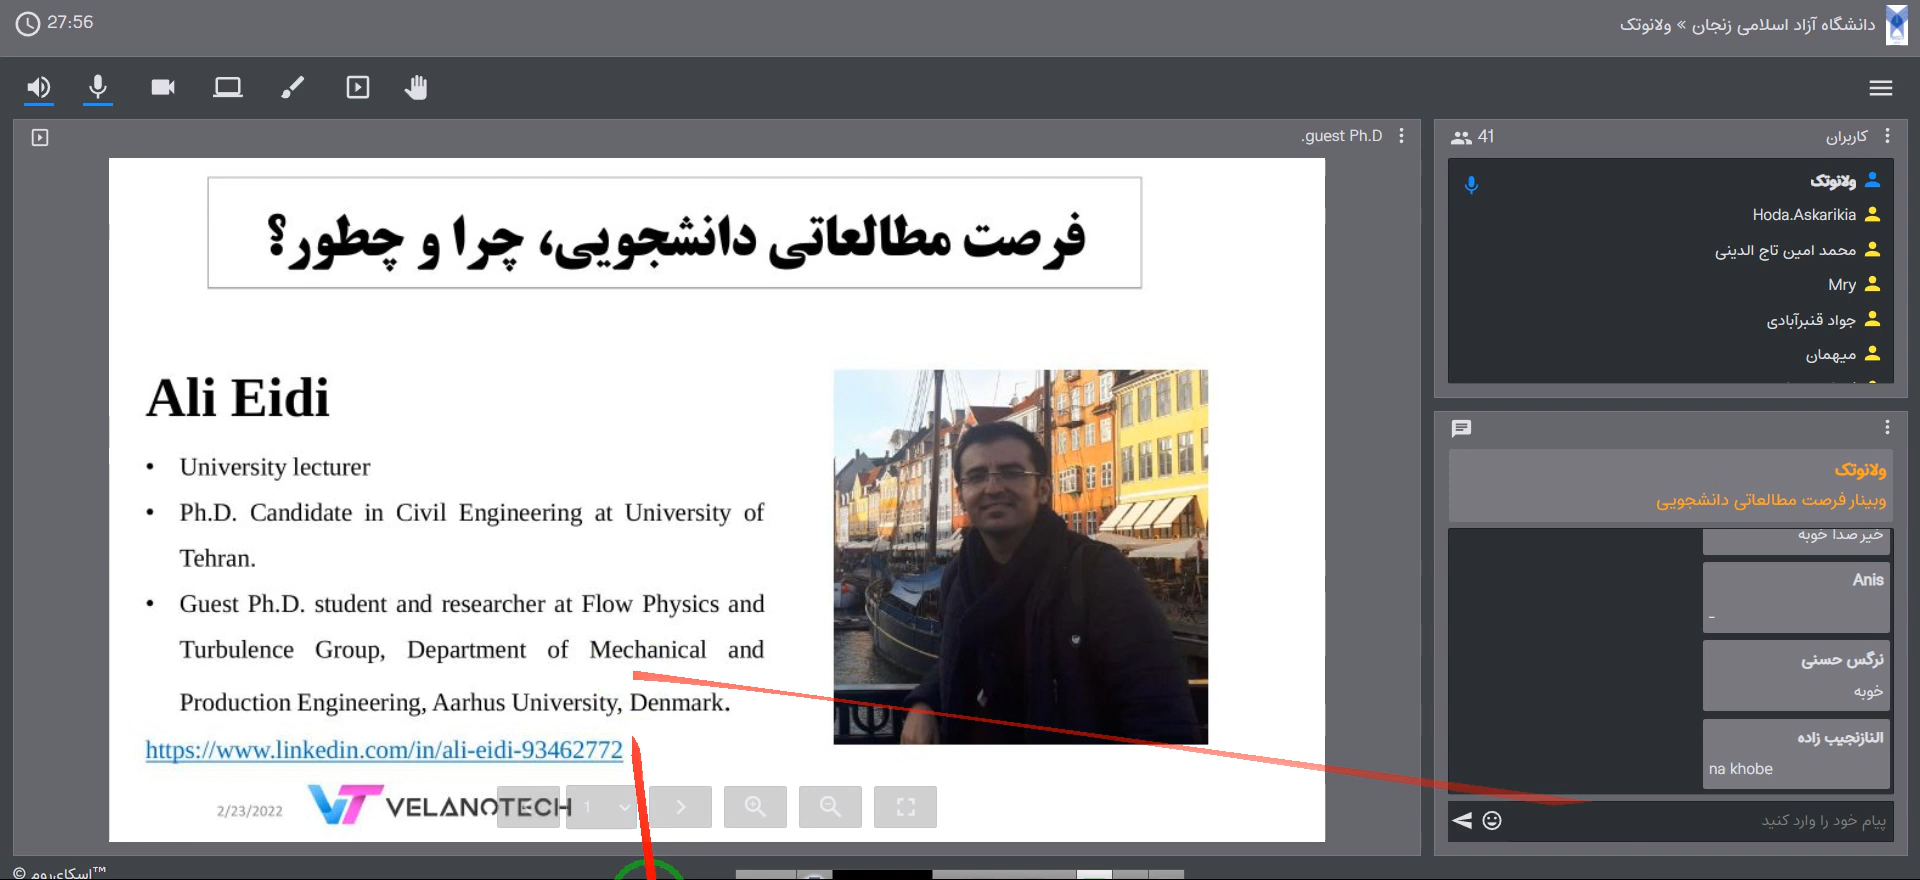 27:56
دانشگاه آزاد اسلامی زنجان » ولانوتک
.guest Ph.D
فرصت مطالعاتی دانشجویی، چرا و چطور؟
Ali Eidi
• University lecturer
• Ph.D. Candidate in Civil Engineering at University of
Tehran.
• Guest Ph.D. student and researcher at Flow Physics and
Turbulence Group, Department of Mechanical and
Production Engineering, Aarhus University, Denmark.
https://www.linkedin.com/in/ali-eidi-93462772
2/23/2022
VT VELANOTECH
1
41
کاربران
ولانوتک
Hoda.Askarikia
محمد امین تاج الدینی
Mry
جواد قنبرآبادی
میهمان
ولانوتک
وبینار فرصت مطالعاتی دانشجویی
خیر صدا خوبه
Anis
_
نرگس حسنی
خوبه
النازنجیب زاده
na khobe
پیام خود را وارد کنید
© اسکای‌روم™